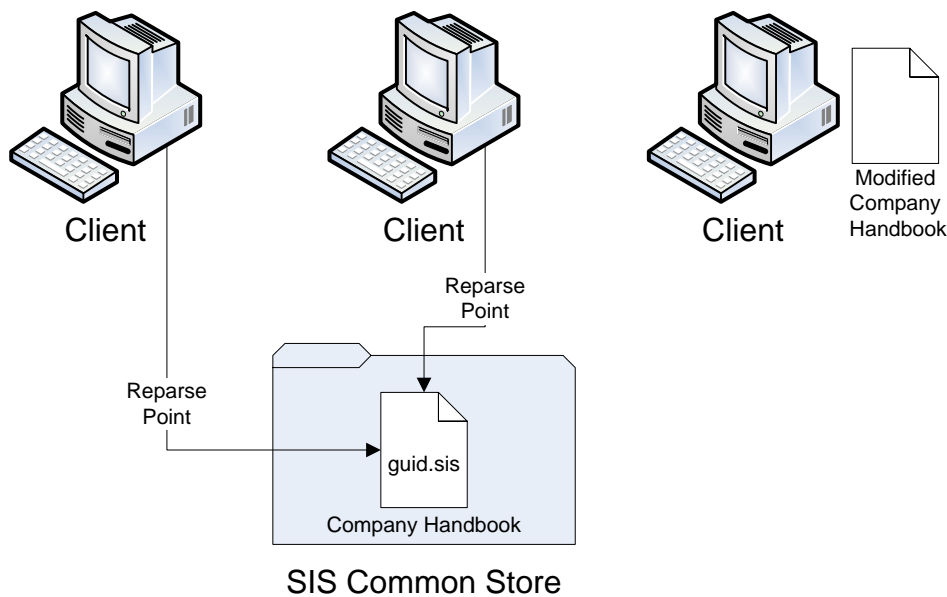 Client
Client
Client
Modified
Company
Handbook
Reparse
Point
Reparse
Point
guid.sis
Company Handbook
SIS Common Store